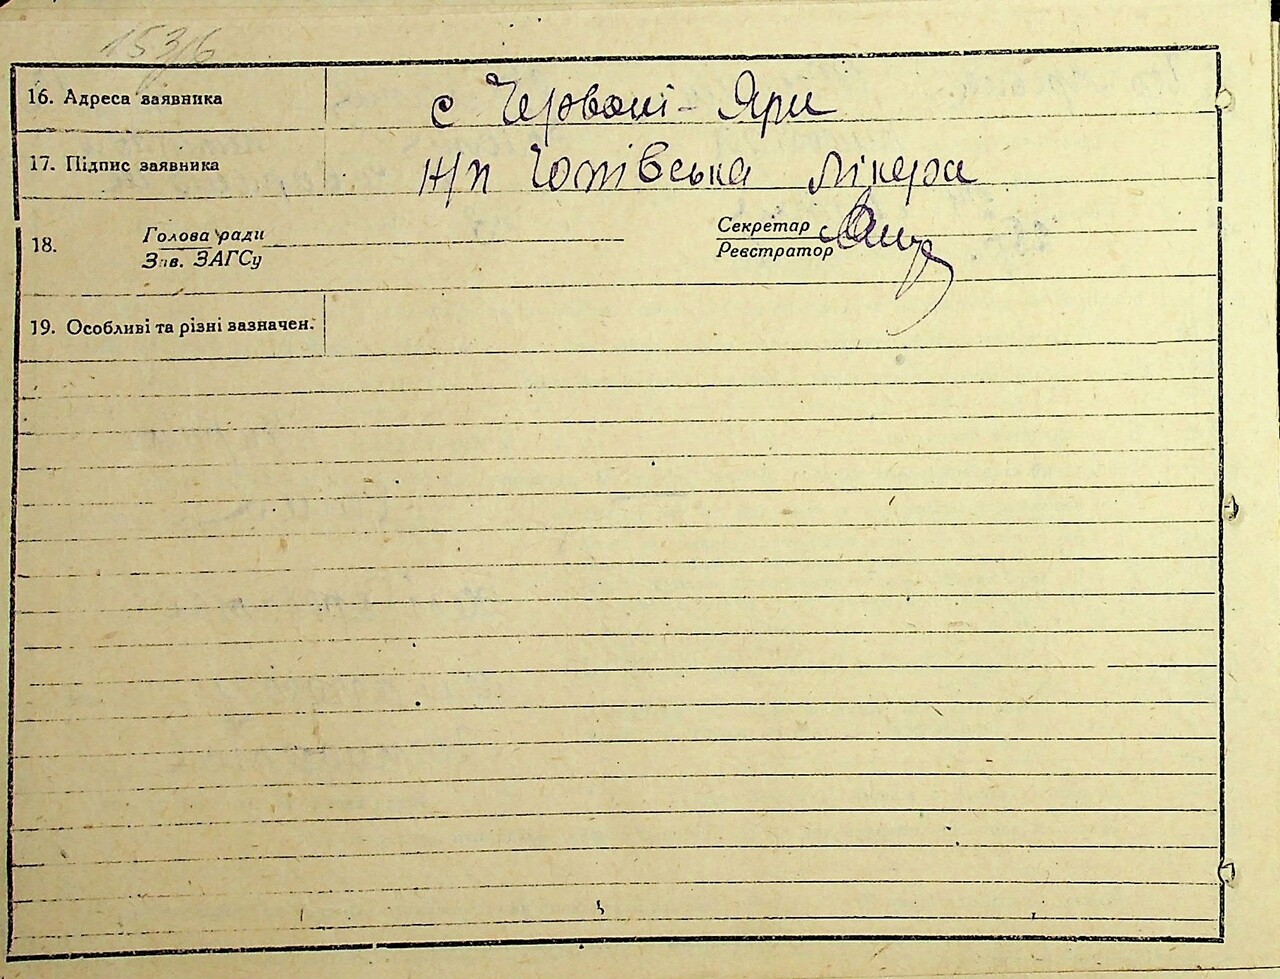 153/6
16. Адреса заявника с Червоні-Яри
17. Підпис заявника н/п Чопівська Лікера
18. Голова ради Секретар
Зав. ЗАГСу Реєстратор
19. Особливі та різні зазначен.